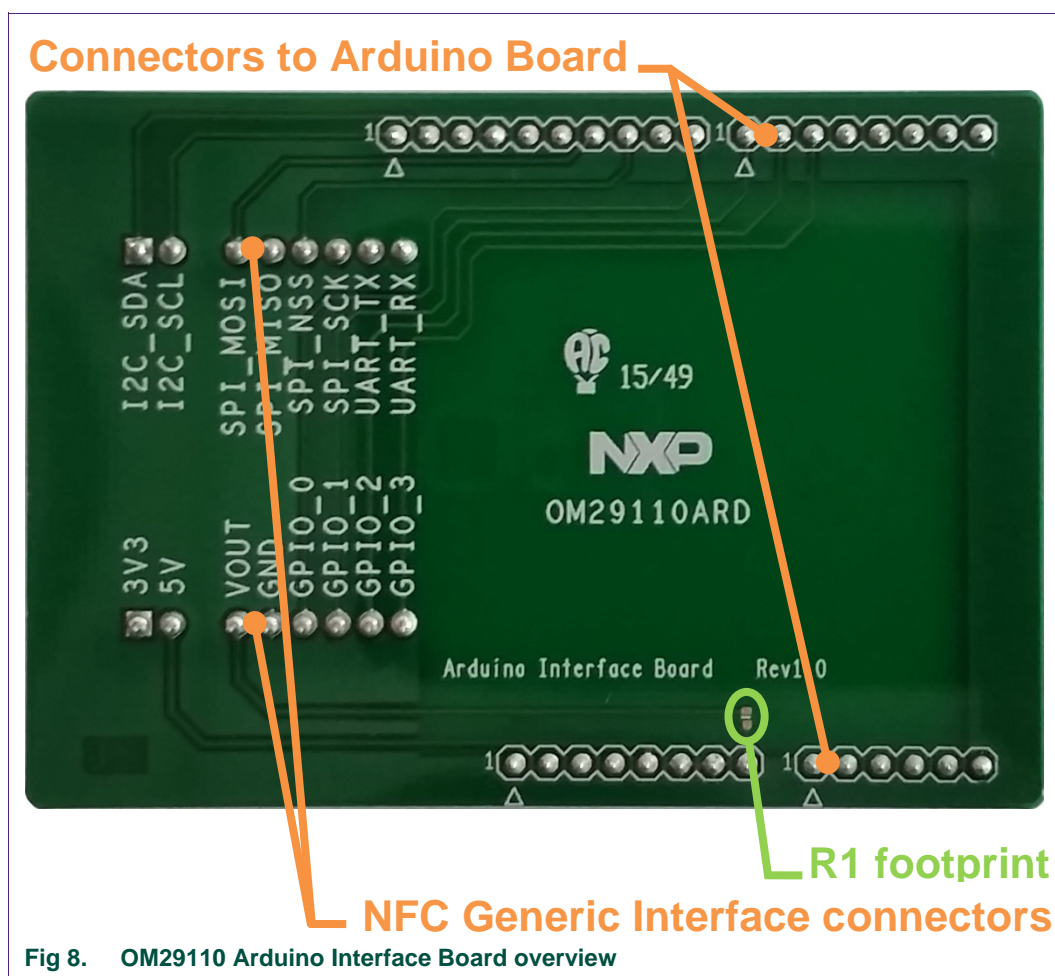 Connectors to Arduino Board
1
1
I2C_SDA
I2C_SCL
SPI_MOSI
SPI_MISO
SPI_NSS
SPI_SCK
UART_TX
UART_RX
AC
15/49
NXP
OM29110ARD
3V3
5V
VOUT
GND
GPIO_0
GPIO_1
GPIO_2
GPIO_3
Arduino Interface Board Rev1.0
1
1
R1 footprint
NFC Generic Interface connectors
Fig 8. OM29110 Arduino Interface Board overview